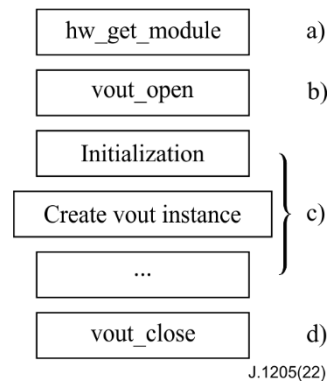 hw_get_module a)
vout_open b)
Initialization
Create vout instance c)
...
vout_close d)
J.1205(22)